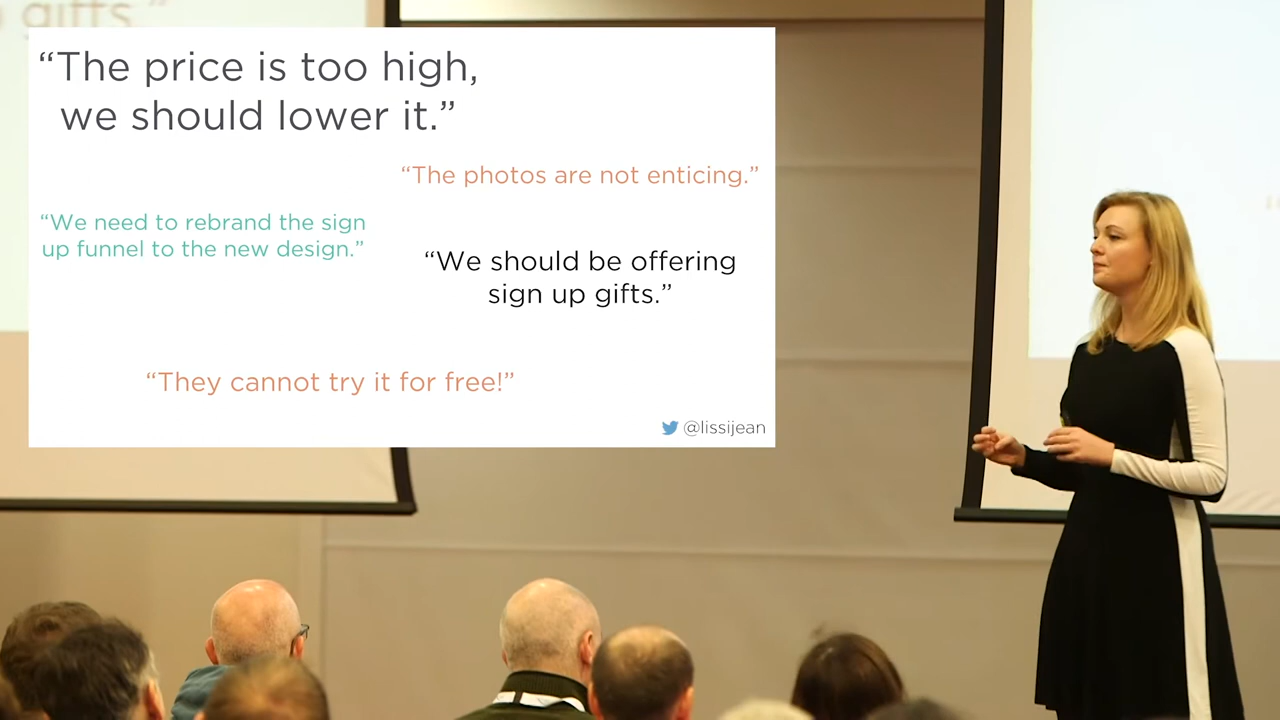 gifts.”
“The price is too high,
we should lower it.”
“The photos are not enticing.”
“We need to rebrand the sign
up funnel to the new design.”
“We should be offering
sign up gifts.”
“They cannot try it for free!”
@lissijean